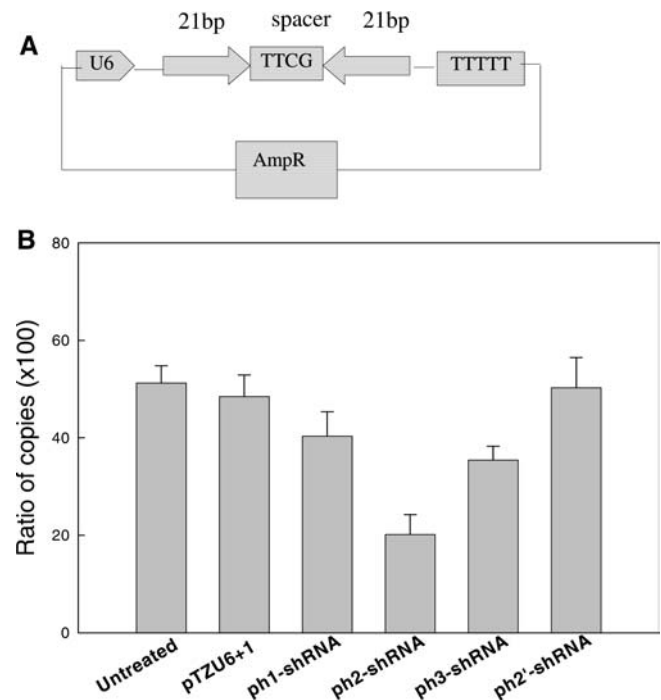 21bp spacer 21bp
A
U6 TTCG TTTTT
AmpR
B
80
60
40
20
0
Ratio of copies (x100)
Untreated
pTZU6+1
ph1-shRNA
ph2-shRNA
ph3-shRNA
ph2'-shRNA